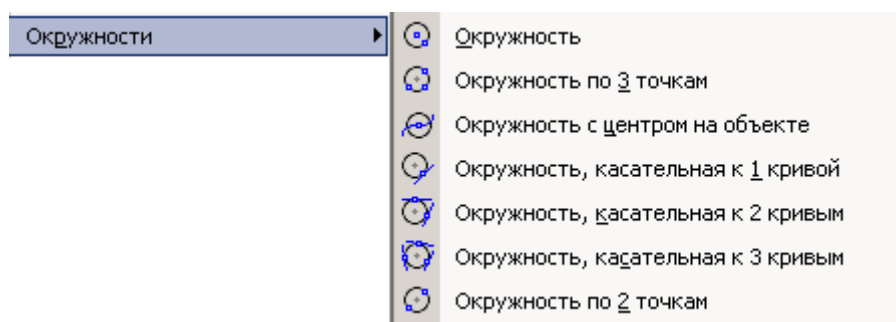 Окружности
Окружность
Окружность по 3 точкам
Окружность с центром на объекте
Окружность, касательная к 1 кривой
Окружность, касательная к 2 кривым
Окружность, касательная к 3 кривым
Окружность по 2 точкам